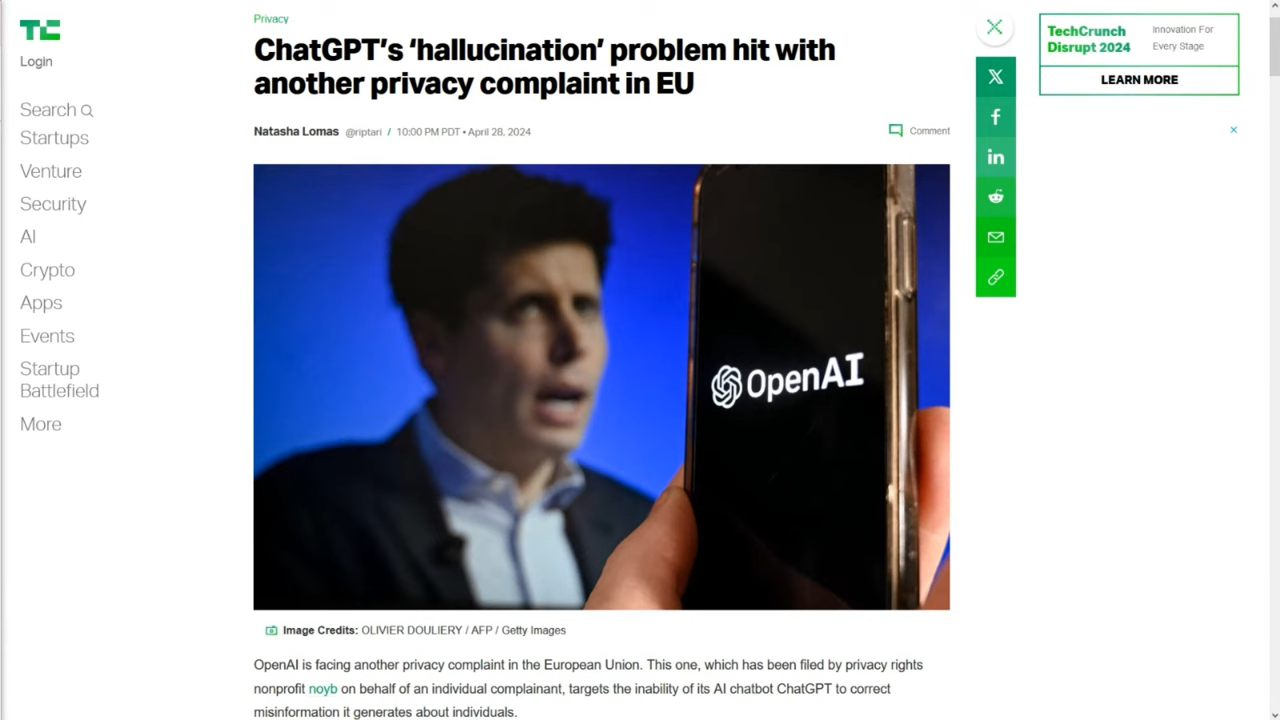 TC
Login
Search
Startups
Venture
Security
AI
Crypto
Apps
Events
Startup
Battlefield
More
Privacy
ChatGPT’s ‘hallucination’ problem hit with
another privacy complaint in EU
Natasha Lomas @riptari / 10:00 PM PDT • April 28, 2024
Comment
OpenAI
Image Credits: OLIVIER DOULIERY / AFP / Getty Images
OpenAI is facing another privacy complaint in the European Union. This one, which has been filed by privacy rights
nonprofit noyb on behalf of an individual complainant, targets the inability of its AI chatbot ChatGPT to correct
misinformation it generates about individuals.
X
f
in
TechCrunch
Disrupt 2024
Innovation For
Every Stage
LEARN MORE